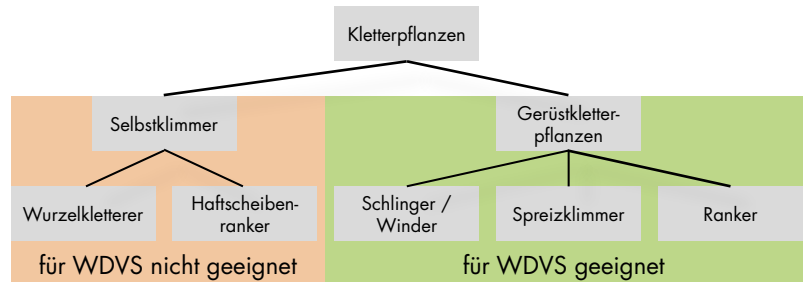 Kletterpflanzen
Selbstklimmer
Gerüstkletter-
pflanzen
Wurzelkletterer
Haftscheiben-
ranker
Schlinger /
Winder
Spreizklimmer
Ranker
für WDVS nicht geeignet
für WDVS geeignet